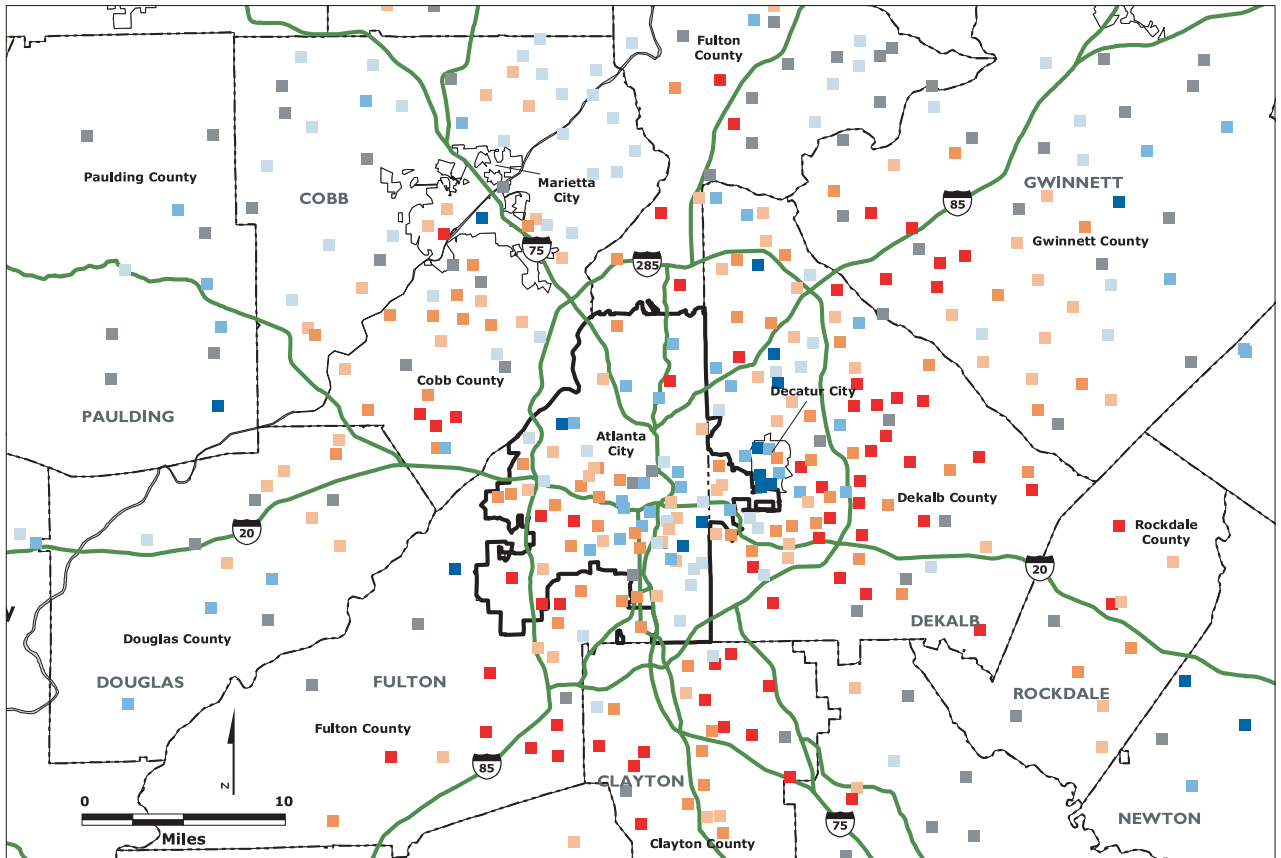 Fulton
County
Paulding County
COBB
Marietta
City
GWINNETT
85
Gwinnett County
75
285
Cobb County
Decatur City
PAULDING
Atlanta
City
Dekalb County
20
Rockdale
County
20
Douglas County
DEKALB
DOUGLAS
FULTON
ROCKDALE
Fulton County
85
CLAYTON
N
0 10
Miles
75
NEWTON
Clayton County